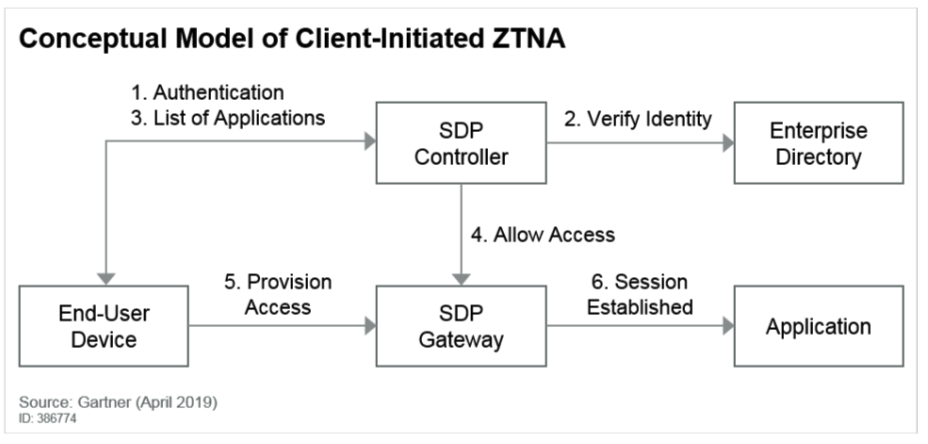 Conceptual Model of Client-Initiated ZTNA
1. Authentication
3. List of Applications
SDP
Controller
2. Verify Identity
Enterprise
Directory
4. Allow Access
End-User
Device
5. Provision
Access
SDP
Gateway
6. Session
Established
Application
Source: Gartner (April 2019)
ID: 386774